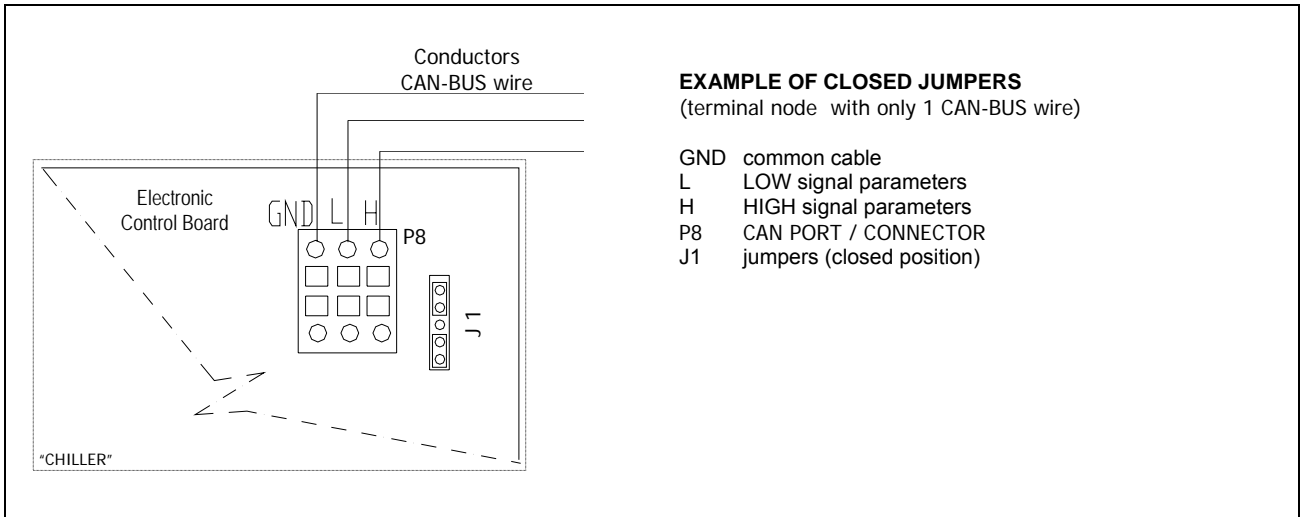 Conductors
CAN-BUS wire
Electronic
Control Board
GND L H
P8
J 1
"CHILLER"
EXAMPLE OF CLOSED JUMPERS
(terminal node with only 1 CAN-BUS wire)
GND common cable
L LOW signal parameters
H HIGH signal parameters
P8 CAN PORT / CONNECTOR
J1 jumpers (closed position)